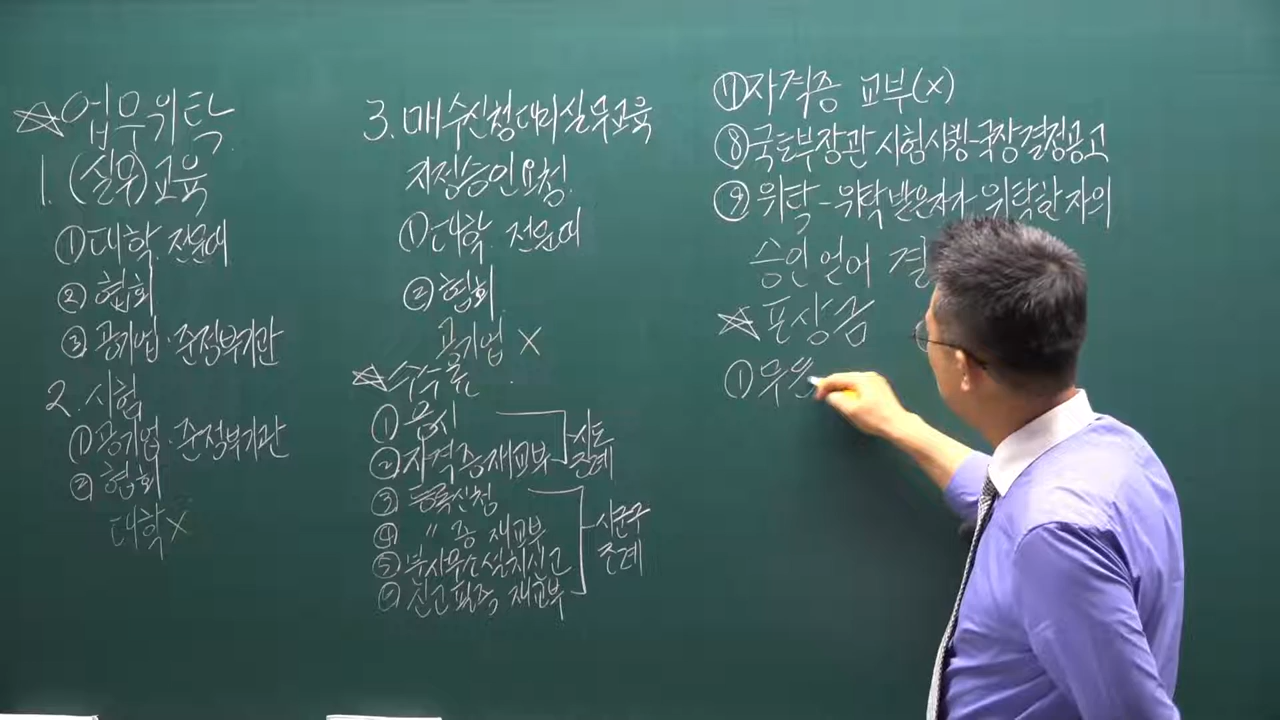 ☆업무위탁
1. (실무)교육
① 대학. 전문대
② 협회
③ 공기업·준정부기관
2. 시험
① 공기업·준정부기관
② 협회
대학 X
3. 매수신청대리실무교육
지정승인요청.
① 대학. 전문대
② 협회.
공기업 X
☆수수료
① 응시
② 자격증재교부
시·도
조례
③ 등록신청
④ 〃 증 재교부
⑤ 분사무소설치신고
⑥ 신고필증 재교부
시군구
조례
⑦ 자격증 교부(X)
⑧ 국토부장관 시험시행-국장결정공고
⑨ 위탁-위탁받은자가 위탁한자의
승인얻어 결
☆포상금
①